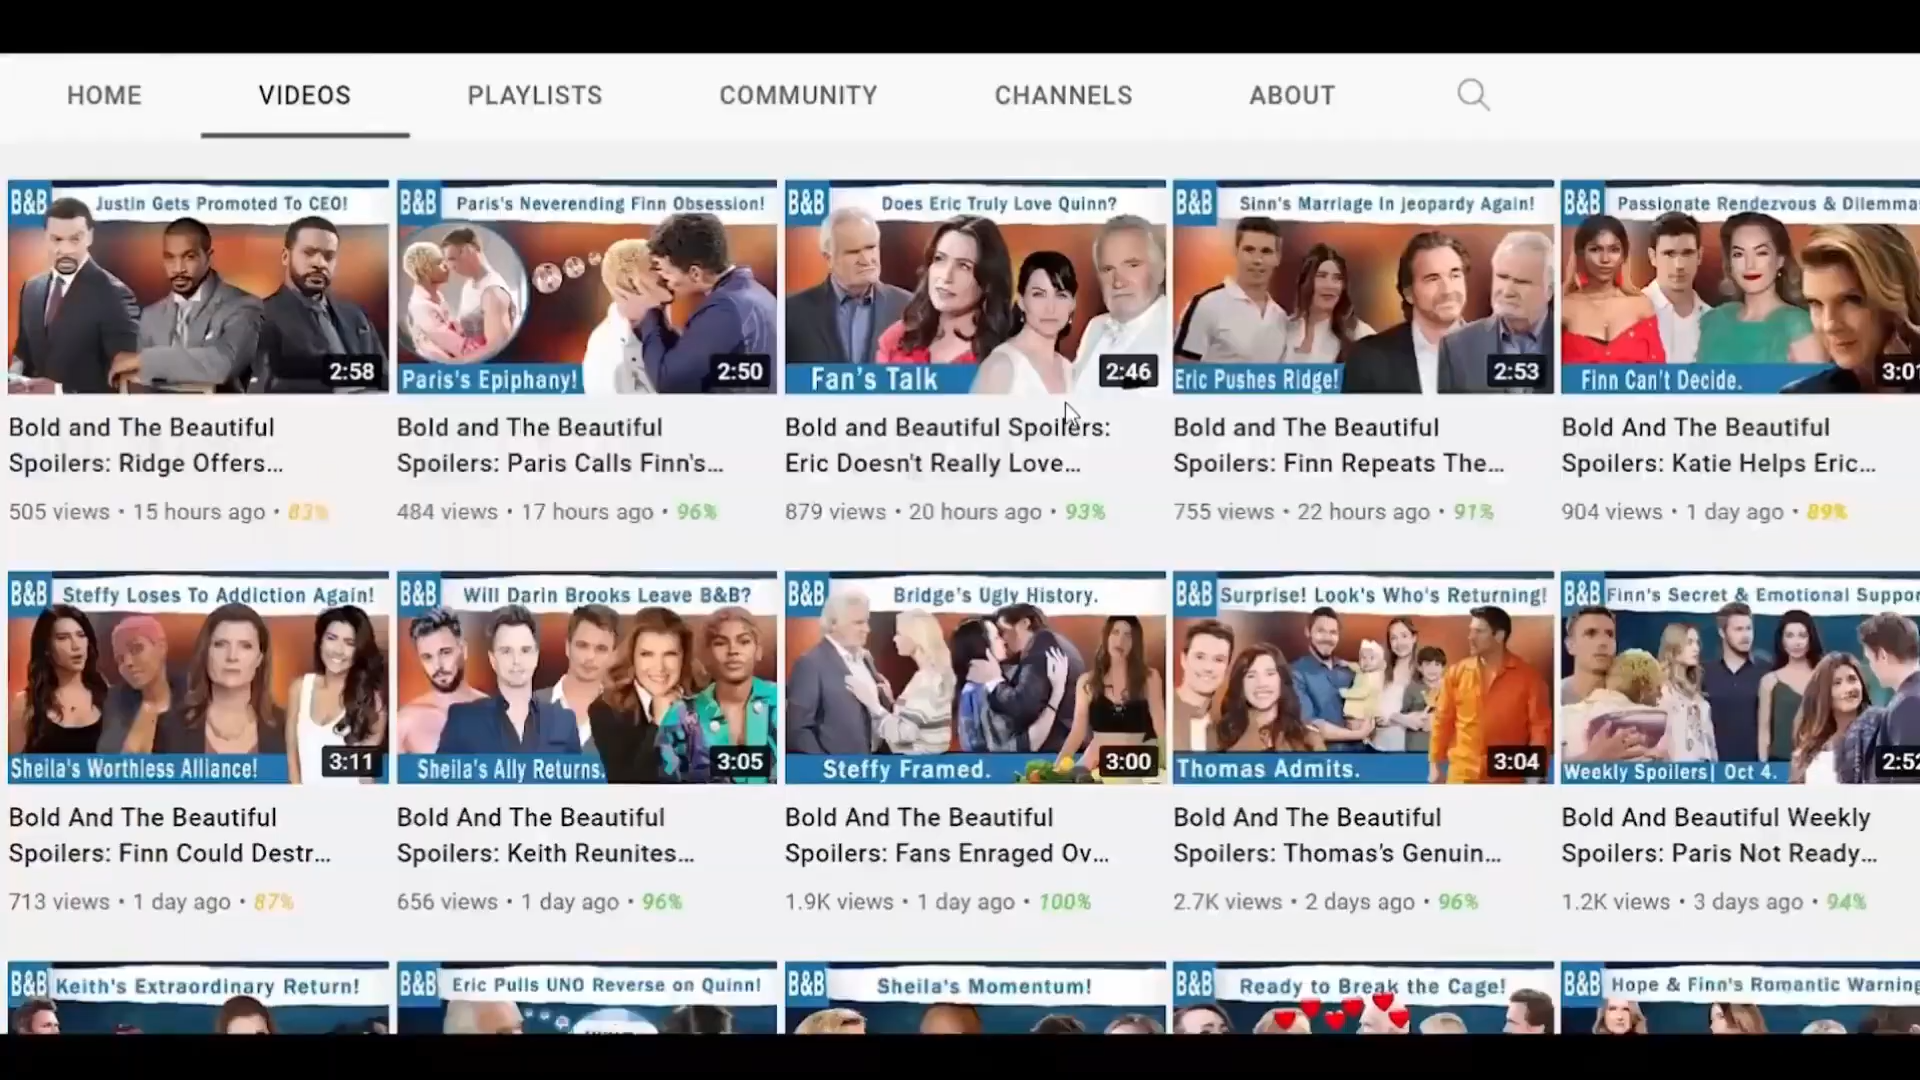 HOME VIDEOS PLAYLISTS COMMUNITY CHANNELS ABOUT
B&B Justin Gets Promoted To CEO!
2:58
Bold and The Beautiful
Spoilers: Ridge Offers...
505 views • 15 hours ago • 83%
B&B Paris's Neverending Finn Obsession!
Paris's Epiphany!
2:50
Bold and The Beautiful
Spoilers: Paris Calls Finn's...
484 views • 17 hours ago • 96%
B&B Does Eric Truly Love Quinn?
Fan's Talk
2:46
Bold and Beautiful Spoilers:
Eric Doesn't Really Love...
879 views • 20 hours ago • 93%
B&B Sinn's Marriage In Jeopardy Again!
Eric Pushes Ridge!
2:53
Bold and The Beautiful
Spoilers: Finn Repeats The...
755 views • 22 hours ago • 91%
B&B Passionate Rendezvous & Dilemma
Finn Can't Decide.
3:01
Bold And The Beautiful
Spoilers: Katie Helps Eric...
904 views • 1 day ago • 89%
B&B Steffy Loses To Addiction Again!
Sheila's Worthless Alliance!
3:11
Bold And The Beautiful
Spoilers: Finn Could Destr...
713 views • 1 day ago • 87%
B&B Will Darin Brooks Leave B&B?
Sheila's Ally Returns.
3:05
Bold And The Beautiful
Spoilers: Keith Reunites...
656 views • 1 day ago • 96%
B&B Bridge's Ugly History.
Steffy Framed.
3:00
Bold And The Beautiful
Spoilers: Fans Enraged Ov...
1.9K views • 1 day ago • 100%
B&B Surprise! Look's Who's Returning!
Thomas Admits.
3:04
Bold And The Beautiful
Spoilers: Thomas's Genuin...
2.7K views • 2 days ago • 96%
B&B Finn's Secret & Emotional Suppor
Weekly Spoilers| Oct 4.
2:52
Bold And Beautiful Weekly
Spoilers: Paris Not Ready...
1.2K views • 3 days ago • 94%
B&B Keith's Extraordinary Return!
B&B Eric Pulls UNO Reverse on Quinn!
B&B Sheila's Momentum!
B&B Ready to Break the Cage!
B&B Hope & Finn's Romantic Warning